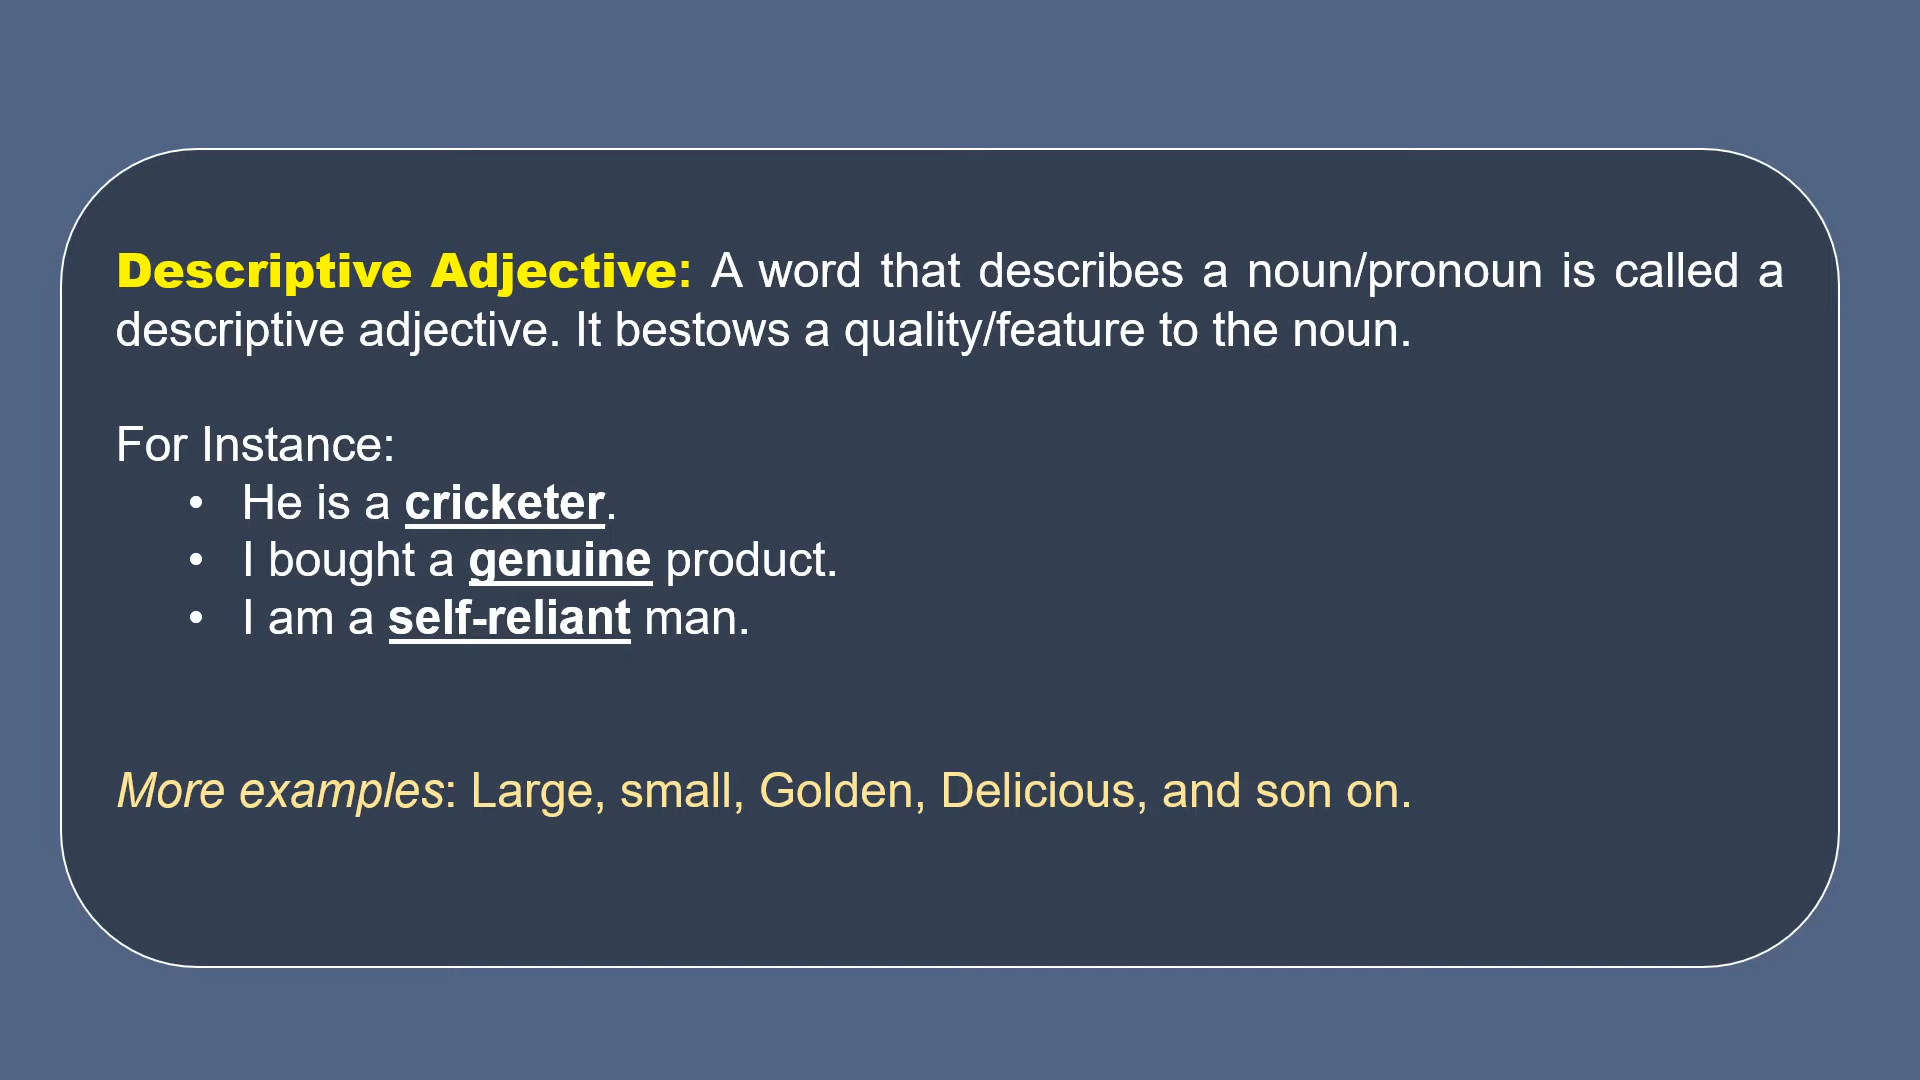 Descriptive Adjective: A word that describes a noun/pronoun is called a
descriptive adjective. It bestows a quality/feature to the noun.
For Instance:
• He is a cricketer.
• I bought a genuine product.
• I am a self-reliant man.
More examples: Large, small, Golden, Delicious, and son on.